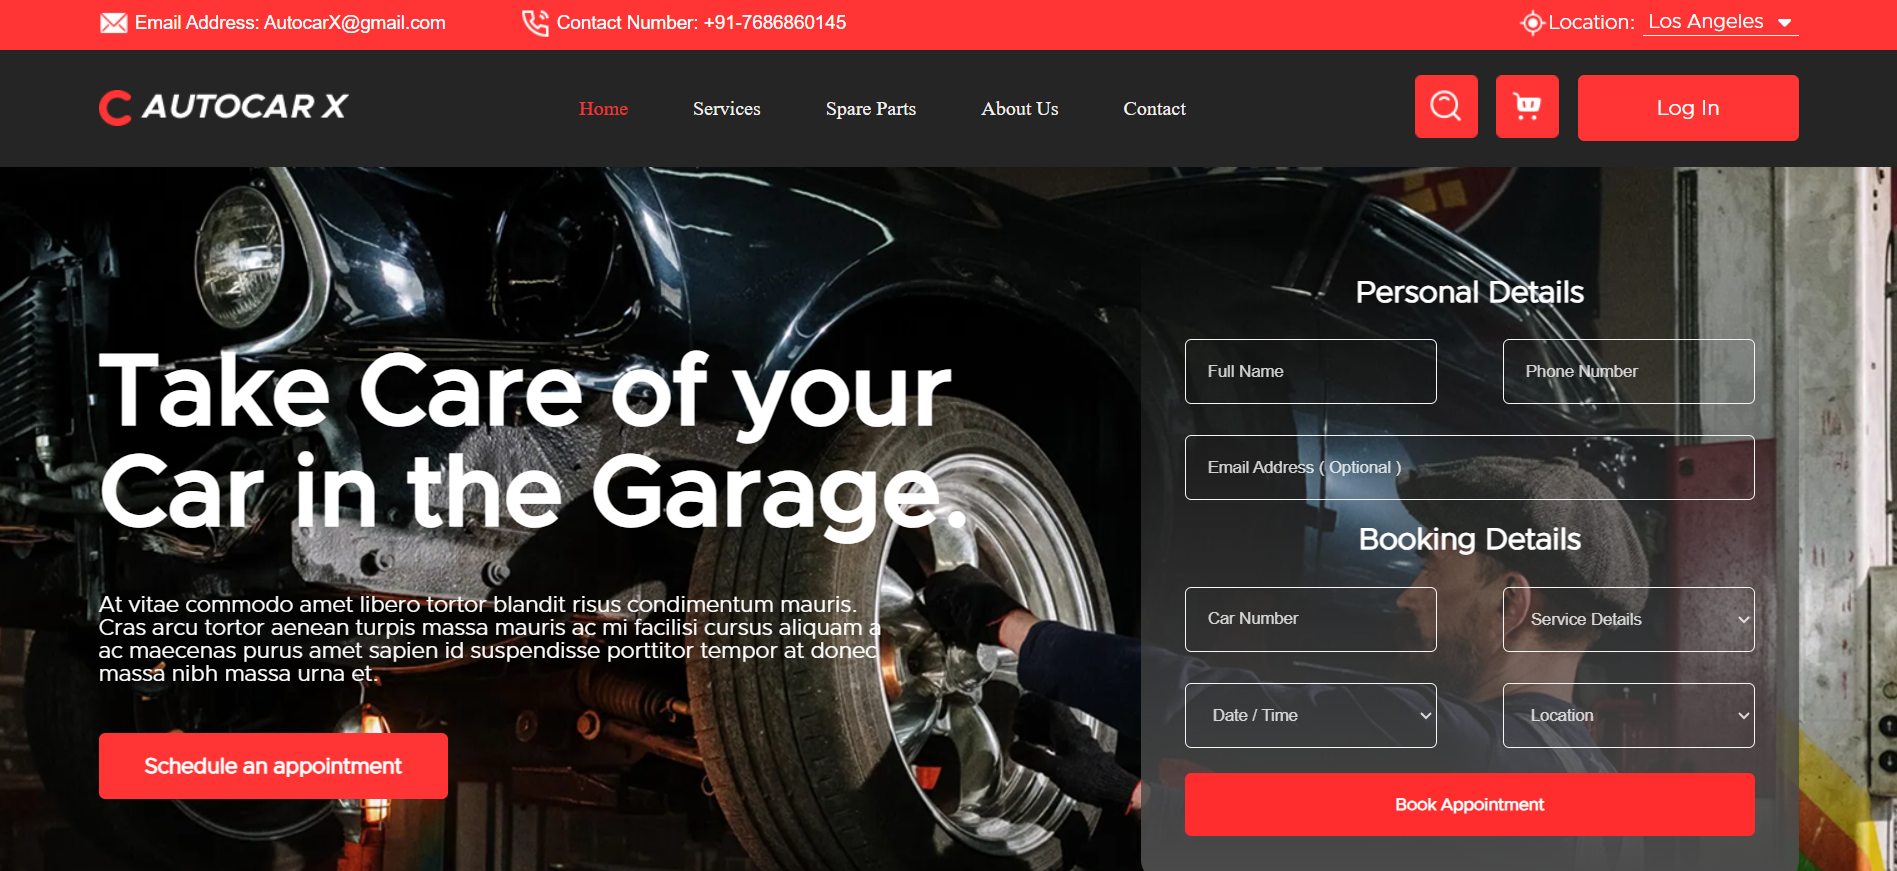 Email Address: AutocarX@gmail.com
Contact Number: +91-7686860145
Location: Los Angeles
AUTOCAR X
Home
Services
Spare Parts
About Us
Contact
Log In
Take Care of your
Car in the Garage.
At vitae commodo amet libero tortor blandit risus condimentum mauris.
Cras arcu tortor aenean turpis massa mauris ac mi facilisi cursus aliquam a
ac maecenas purus amet sapien id suspendisse porttitor tempor at donec
massa nibh massa urna et.
Schedule an appointment
Personal Details
Full Name
Phone Number
Email Address ( Optional )
Booking Details
Car Number
Service Details
Date / Time
Location
Book Appointment